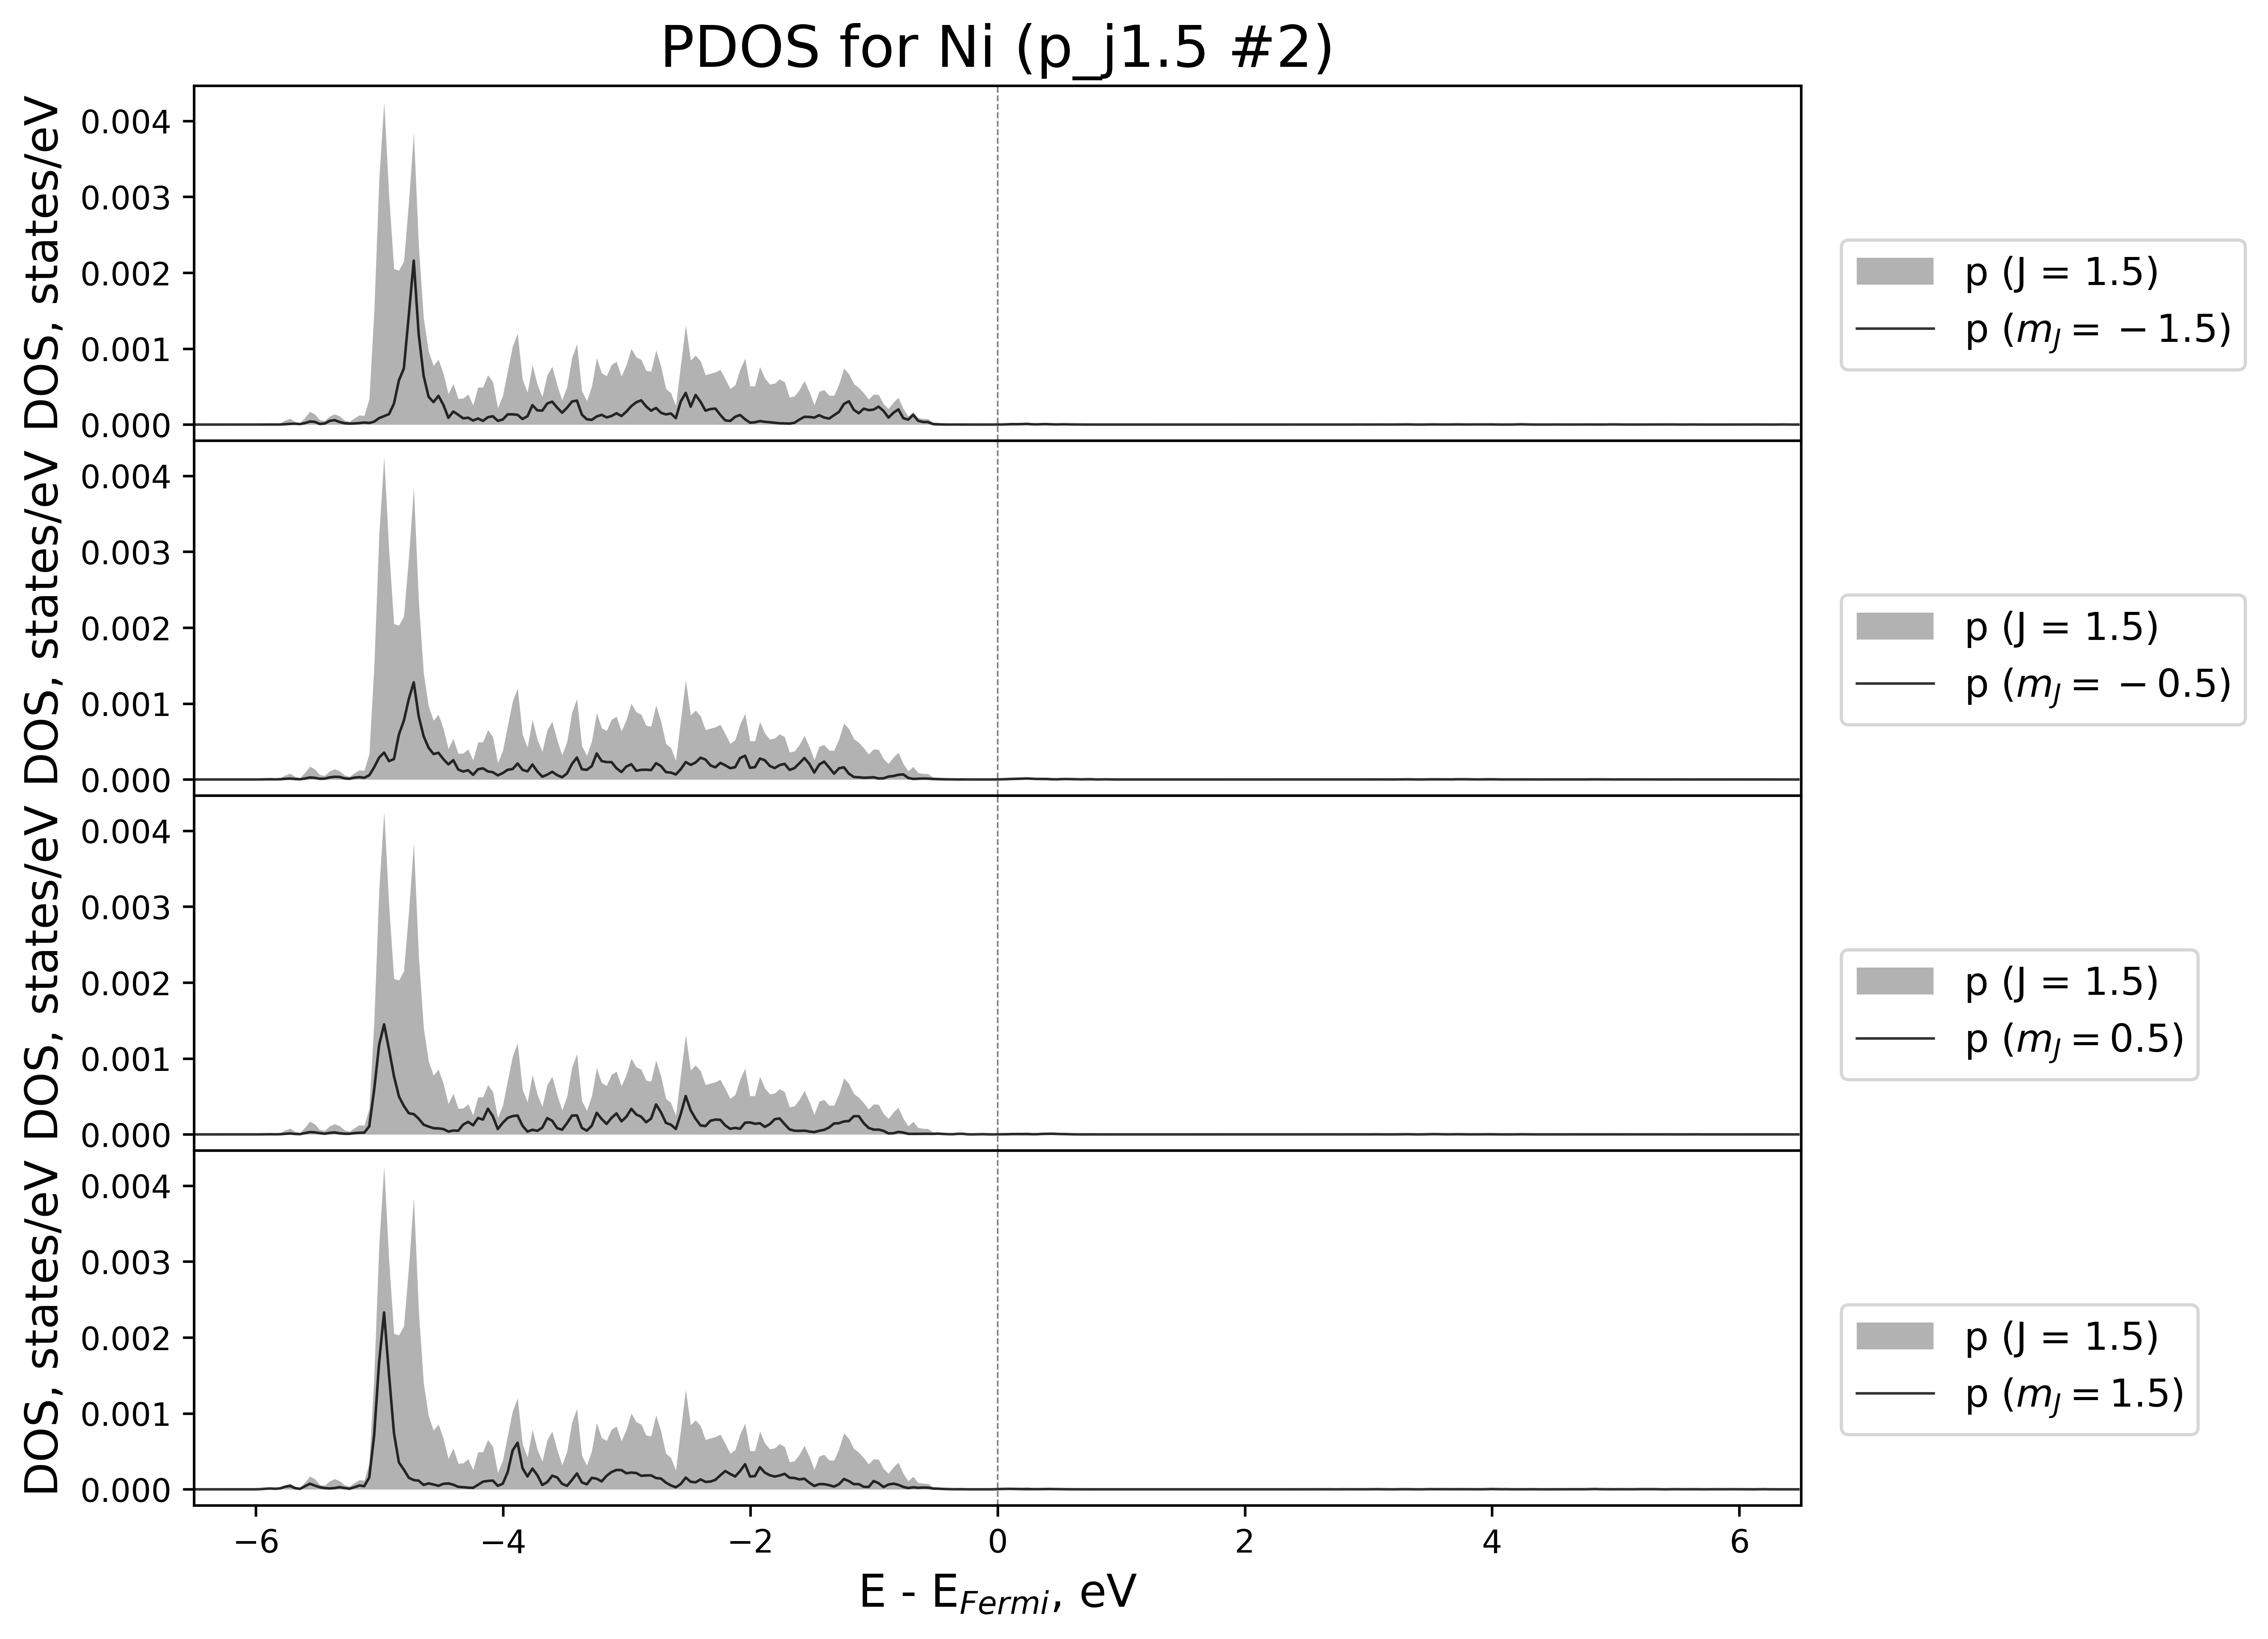 PDOS for Ni (p_j1.5 #2)
DOS, states/eV
0.004
0.003
0.002
0.001
0.000
p (J = 1.5)
p (m_J = −1.5)
DOS, states/eV
0.004
0.003
0.002
0.001
0.000
p (J = 1.5)
p (m_J = −0.5)
DOS, states/eV
0.004
0.003
0.002
0.001
0.000
p (J = 1.5)
p (m_J = 0.5)
DOS, states/eV
0.004
0.003
0.002
0.001
0.000
p (J = 1.5)
p (m_J = 1.5)
−6 −4 −2 0 2 4 6
E - E_Fermi, eV